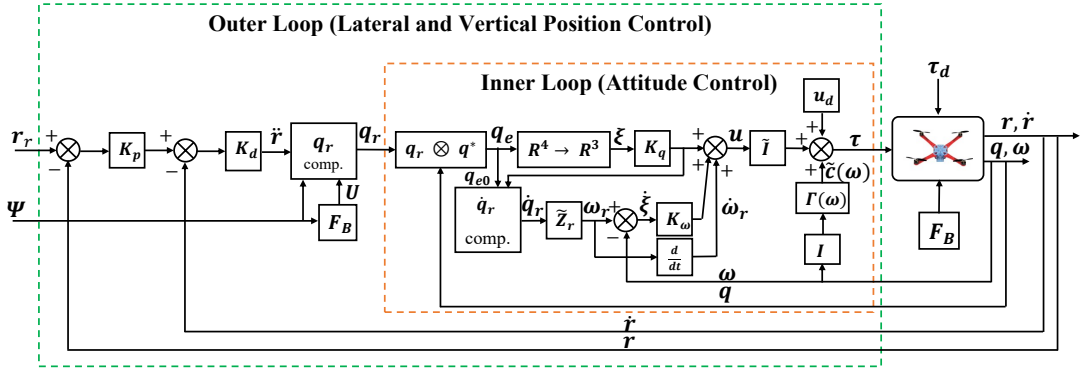 Outer Loop (Lateral and Vertical Position Control)
Inner Loop (Attitude Control)
r_r
+
−
K_p
+
−
K_d
r̈
q_r
comp.
q_r
U
F_B
Ψ
q_r ⊗ q*
q_e
R⁴ → R³
ξ
K_q
+
+
+
+
u
Ĩ
u_d
+
+
+
τ
c̃(ω)
Γ(ω)
I
q_e0
q̇_r
comp.
q̇_r
Z̃_r
ω_r
+
−
ξ̇
K_ω
d/dt
ω̇_r
ω
q
ṙ
r
τ_d
r, ṙ
q, ω
F_B